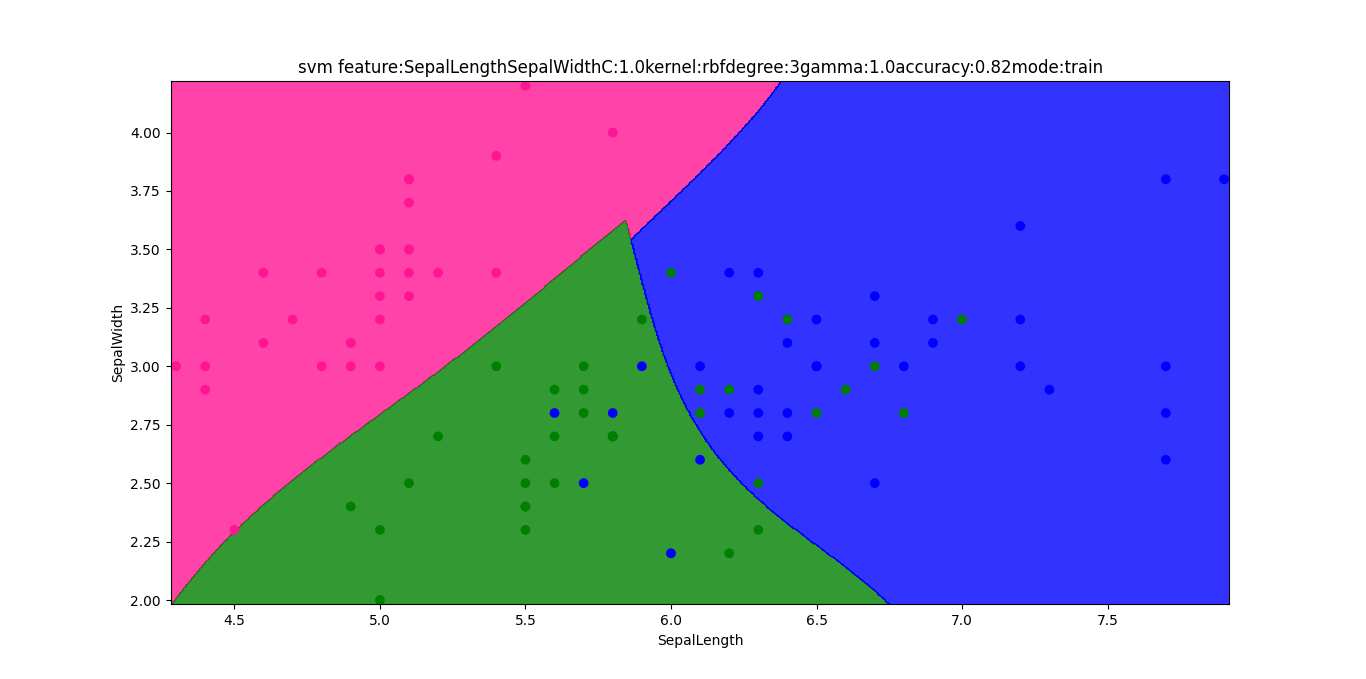 svm feature:SepalLengthSepalWidthC:1.0kernel:rbfdegree:3gamma:1.0accuracy:0.82mode:train
4.00
3.75
3.50
3.25
3.00
2.75
2.50
2.25
2.00
SepalWidth
4.5 5.0 5.5 6.0 6.5 7.0 7.5
SepalLength